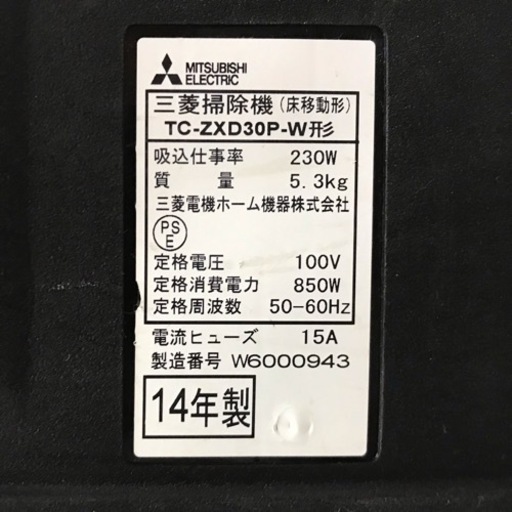 MITSUBISHI
ELECTRIC
三菱掃除機(床移動形)
TC-ZXD30P-W形
吸込仕事率 230W
質 量 5.3kg
三菱電機ホーム機器株式会社
PS
E
定格電圧 100V
定格消費電力 850W
定格周波数 50-60Hz
電流ヒューズ 15A
製造番号 W6000943
14年製